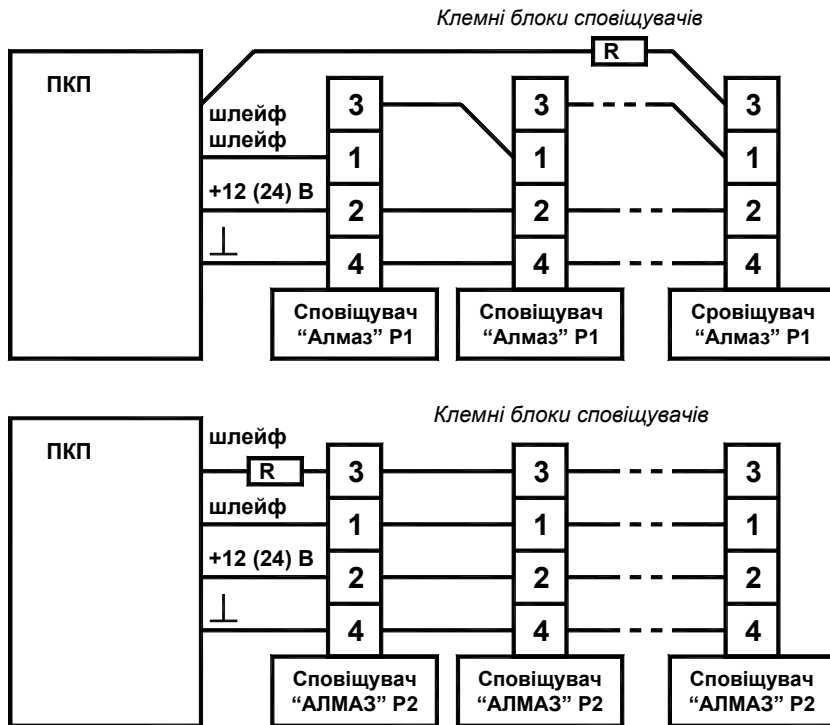 Клемні блоки сповіщувачів
R
ПКП
шлейф
шлейф
+12 (24) В
3 3 3
1 1 1
2 2 2
4 4 4
Сповіщувач
“Алмаз” Р1
Сповіщувач
“Алмаз” Р1
Сровіщувач
“Алмаз” Р1
Клемні блоки сповіщувачів
ПКП
шлейф
R
шлейф
+12 (24) В
3 3 3
1 1 1
2 2 2
4 4 4
Сповіщувач
“АЛМАЗ” Р2
Сповіщувач
“АЛМАЗ” Р2
Сповіщувач
“АЛМАЗ” Р2